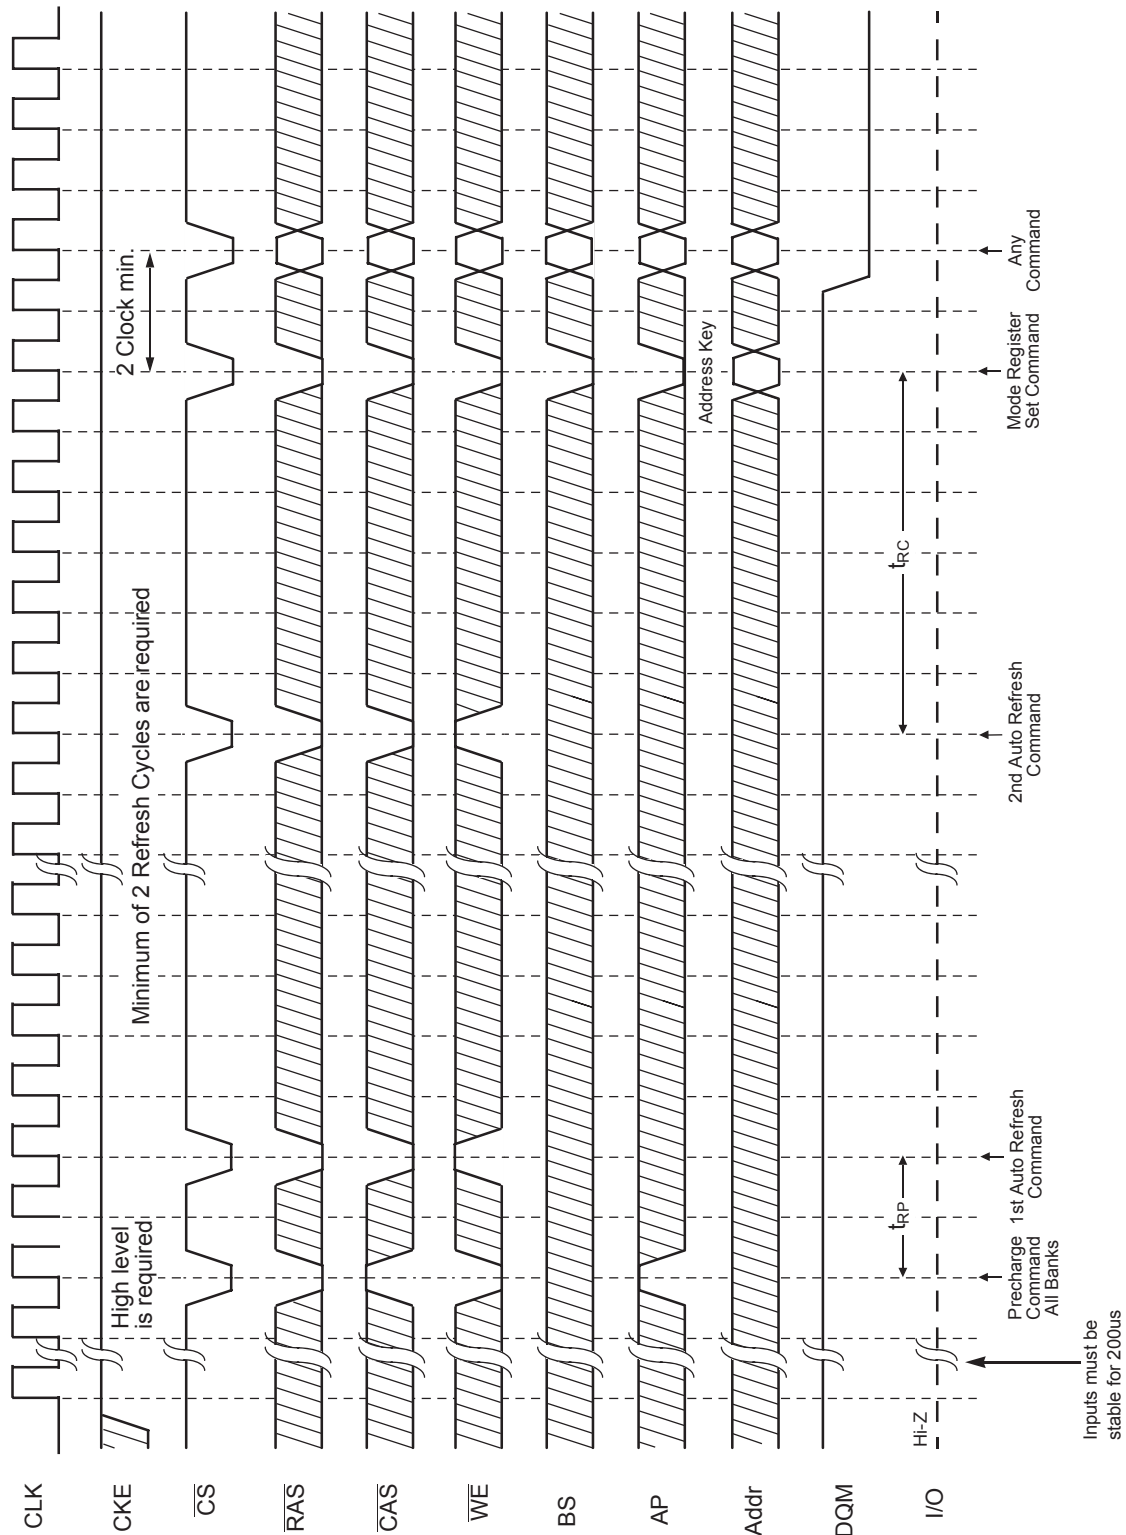 CLK
CKE
CS
RAS
CAS
WE
BS
AP
Addr
DQM
I/O
High level
is required
Minimum of 2 Refresh Cycles are required
2 Clock min.
Address Key
tRP
tRC
Hi-Z
Inputs must be
stable for 200us
Precharge
Command
All Banks
1st Auto Refresh
Command
2nd Auto Refresh
Command
Mode Register
Set Command
Any
Command